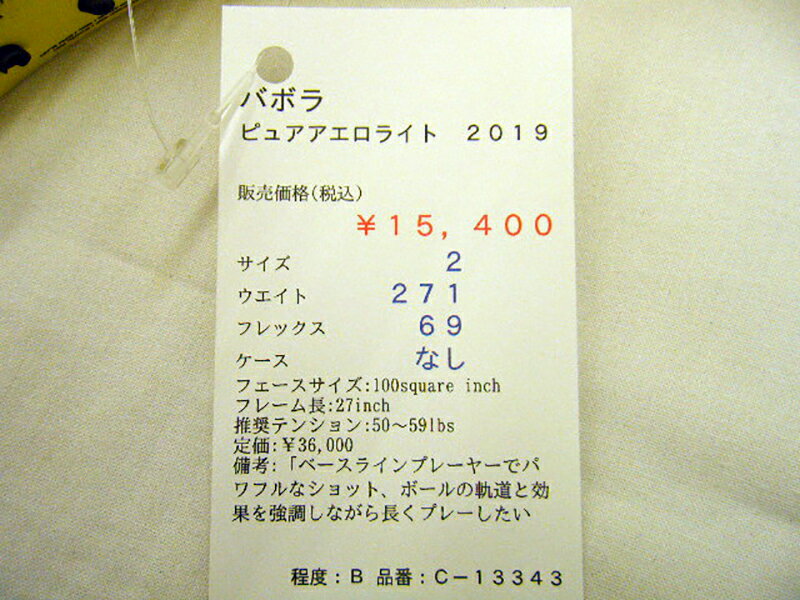 バボラ
ピュアアエロライト　２０１９
販売価格(税込)
￥１５，４００
サイズ　２
ウエイト　２７１
フレックス　６９
ケース　なし
フェースサイズ:100square inch
フレーム長:27inch
推奨テンション:50～59lbs
定価:￥36,000
備考:「ベースラインプレーヤーでパ
ワフルなショット、ボールの軌道と効
果を強調しながら長くプレーしたい
程度：Ｂ 品番：Ｃ－１３３４３